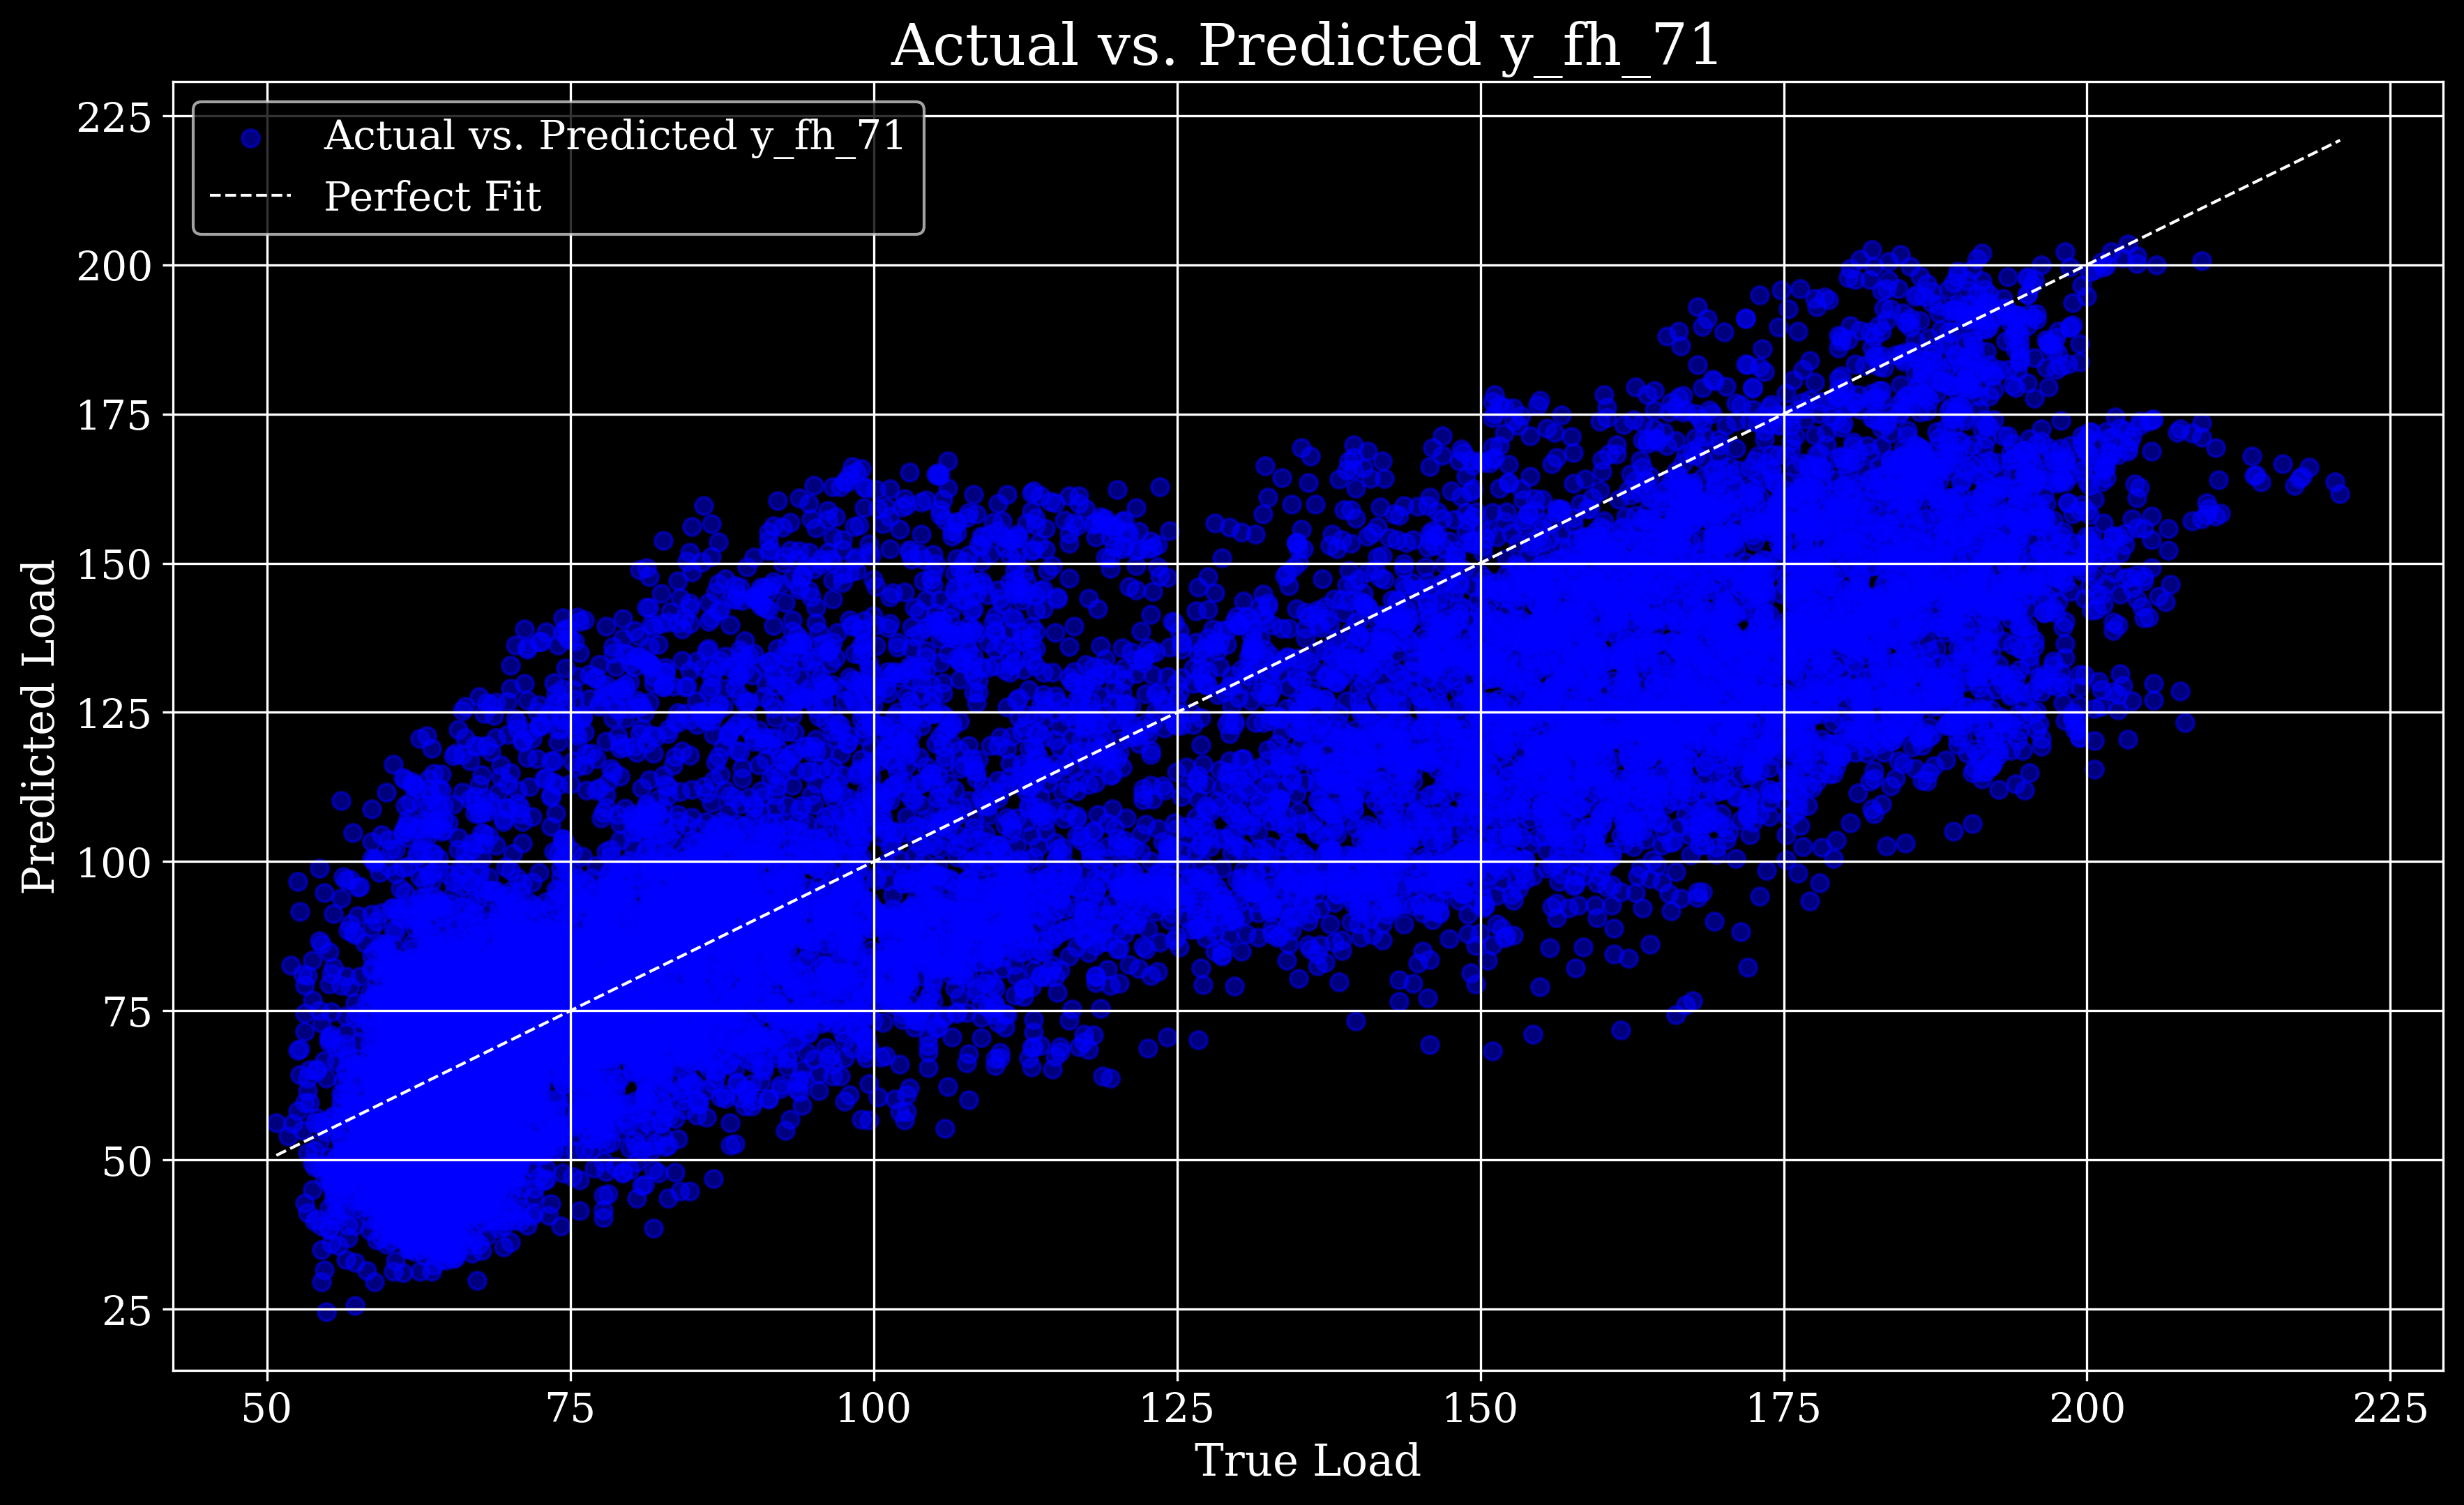 Actual vs. Predicted y_fh_71
Actual vs. Predicted y_fh_71
Perfect Fit
Predicted Load
225
200
175
150
125
100
75
50
25
50 75 100 125 150 175 200 225
True Load